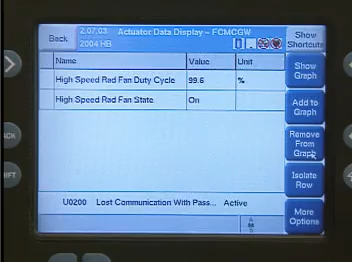 Back
2.07.03 Actuator Data Display - FCMCGW
2004 HB
Show Shortcuts
Name Value Unit
High Speed Rad Fan Duty Cycle 99.6 %
High Speed Rad Fan State On
Show Graph
Add to Graph
Remove From Graph
Isolate Row
More Options
U0200 Lost Communication With Pass... Active
ACK